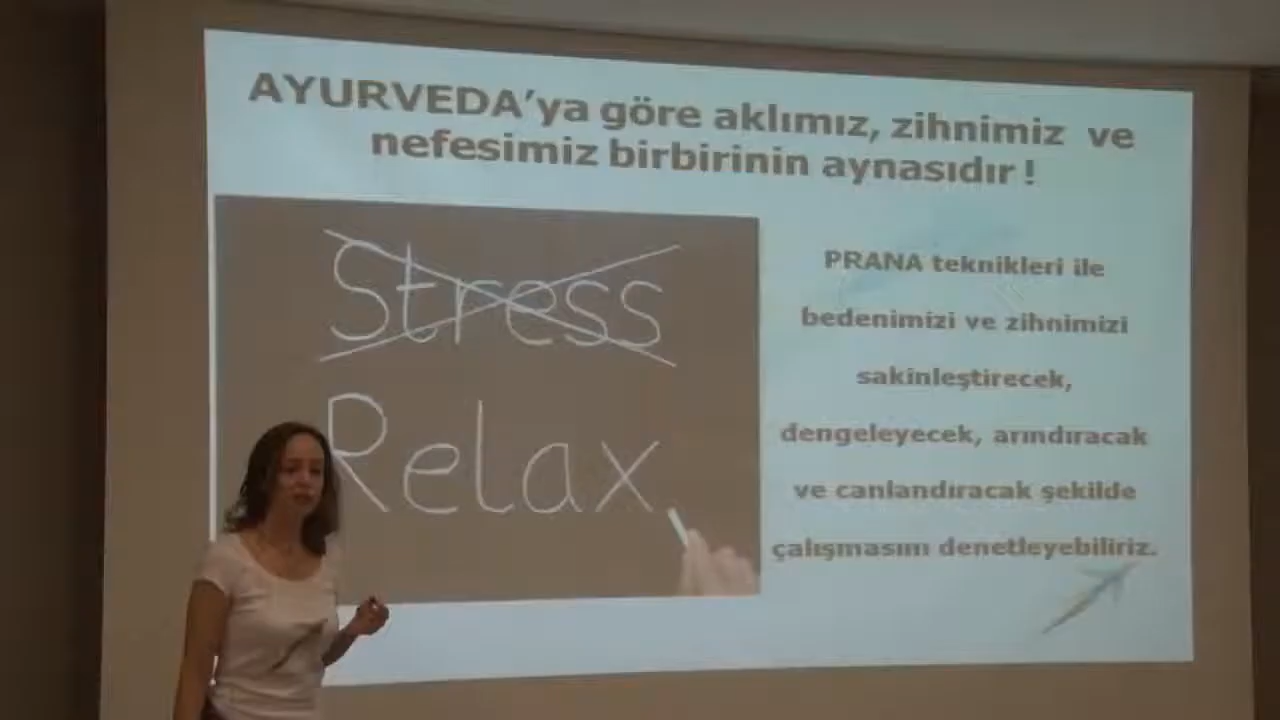 AYURVEDA'ya göre aklımız, zihnimiz ve
nefesimiz birbirinin aynasıdır !
Stress
Relax
PRANA teknikleri ile
bedenimizi ve zihnimizi
sakinleştirecek,
dengeleyecek, arındıracak
ve canlandıracak şekilde
çalışmasını denetleyebiliriz.